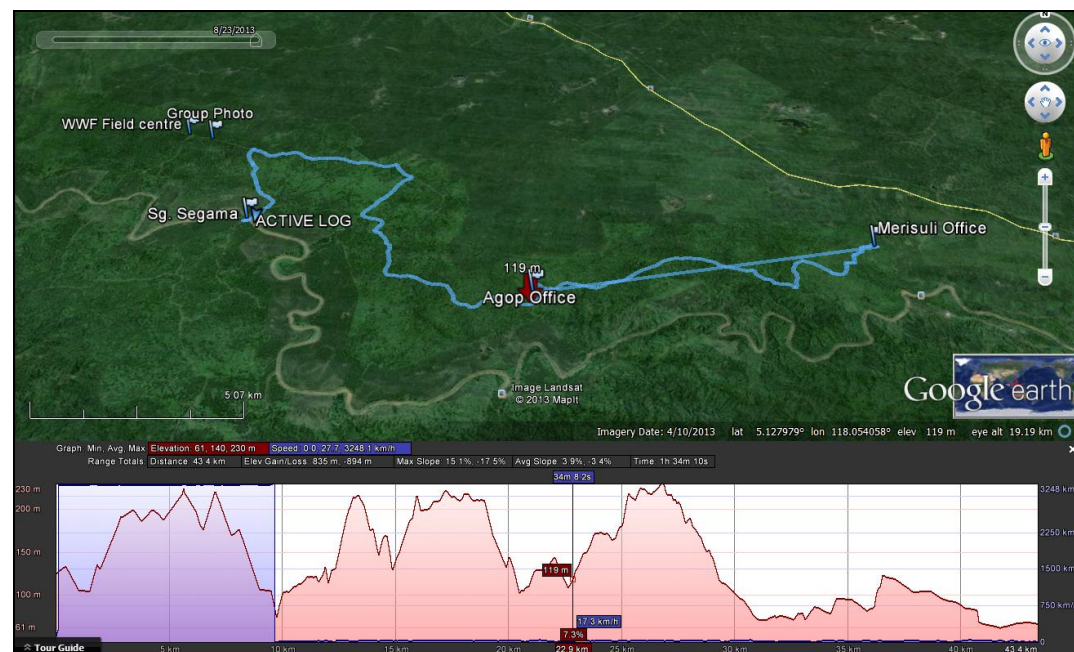 8/23/2013
N
Group Photo
WWF Field centre
Sg. Segama
ACTIVE LOG
Merisuli Office
119 m
Agop Office
5.07 km
Image Landsat
© 2013 MapIt
Google earth
Imagery Date: 4/10/2013 lat 5.127979° lon 118.054058° elev 119 m eye alt 19.19 km
Graph: Min, Avg, Max Elevation: 61, 140, 230 m Speed: 0.0, 27.7, 3248.1 km/h
Range Totals: Distance: 43.4 km Elev Gain/Loss: 835 m, -894 m Max Slope: 15.1%, -17.5% Avg Slope: 3.9%, -3.4% Time: 1h 34m 10s
34m 8.2s
230 m
3248 km/
200 m
2250 km/
150 m
1500 km/
119 m
100 m
750 km/
17.3 km/h
61 m
7.3%
0
Tour Guide
5 km
10 km
15 km
20 km
22.9 km
25 km
30 km
35 km
40 km
43.4 km